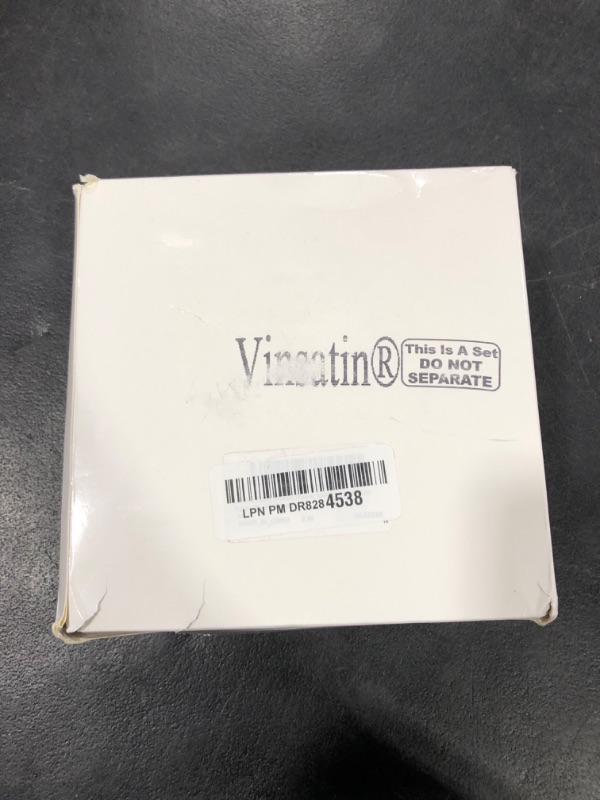 Vinsatin®
This Is A Set
DO NOT
SEPARATE
LPN PM DR8284538